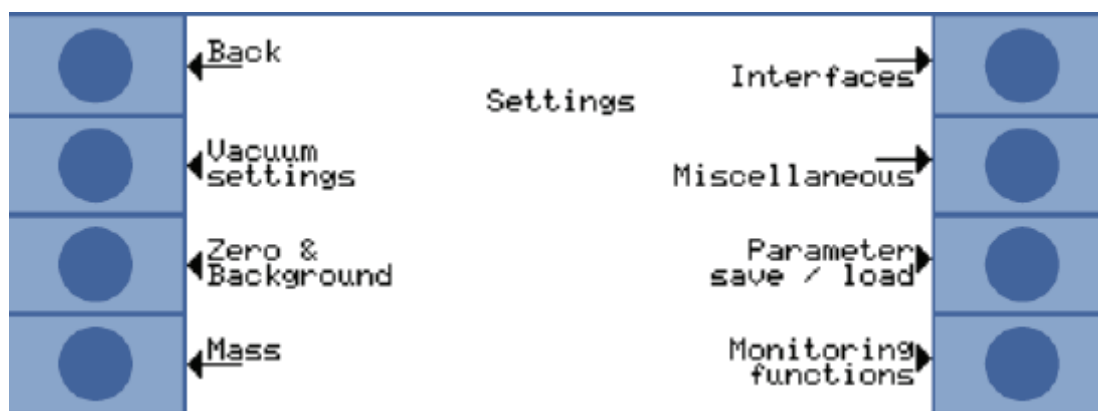 Back
Settings
Interfaces
Vacuum
settings
Miscellaneous
Zero &
Background
Parameter
save / load
Mass
Monitoring
functions